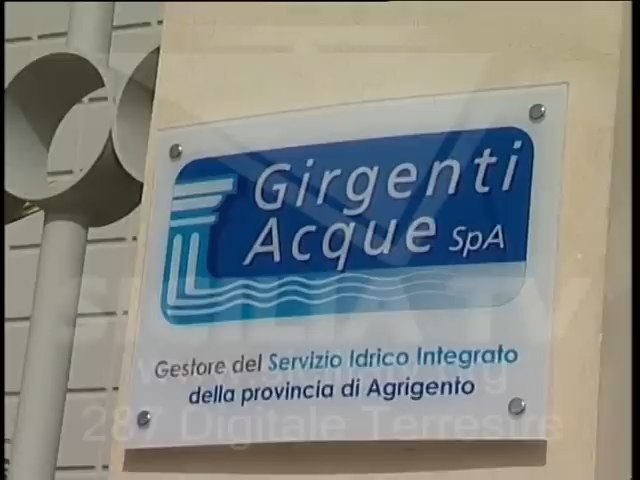 Girgenti
Acque SpA
Gestore del Servizio Idrico Integrato
della provincia di Agrigento
287 Digitale Terrestre